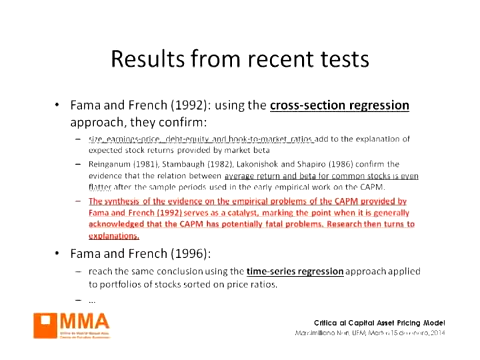 Results from recent tests
• Fama and French (1992): using the cross-section regression
approach, they confirm:
– size, earnings-price, debt-equity and book-to-market ratios add to the explanation of
expected stock returns provided by market beta
– Reinganum (1981), Stambaugh (1982), Lakonishok and Shapiro (1986) confirm the
evidence that the relation between average return and beta for common stocks is even
flatter after the sample periods used in the early empirical work on the CAPM.
– The synthesis of the evidence on the empirical problems of the CAPM provided by
Fama and French (1992) serves as a catalyst, marking the point when it is generally
acknowledged that the CAPM has potentially fatal problems. Research then turns to
explanations.
• Fama and French (1996):
– reach the same conclusion using the time-series regression approach applied
to portfolios of stocks sorted on price ratios.
– ...
MMA
Critica al Capital Asset Pricing Model
2014